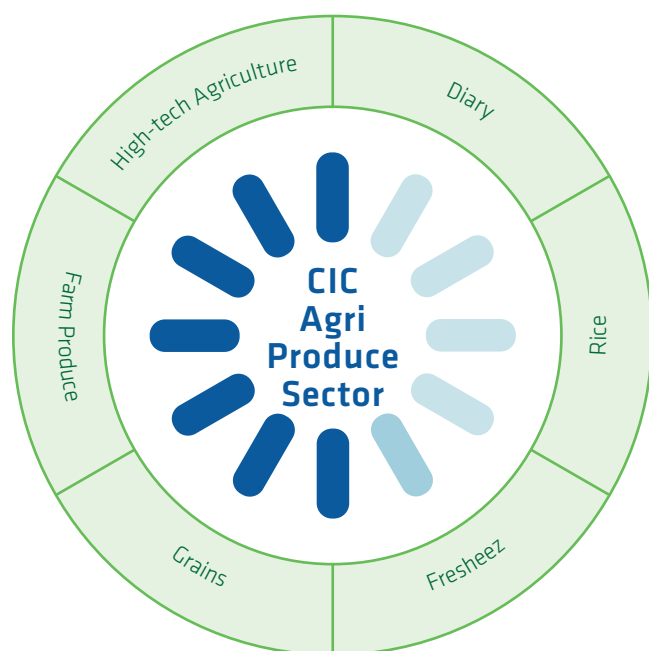 High-tech Agriculture
Diary
Rice
Fresheez
Grains
Farm Produce
CIC
Agri
Produce
Sector